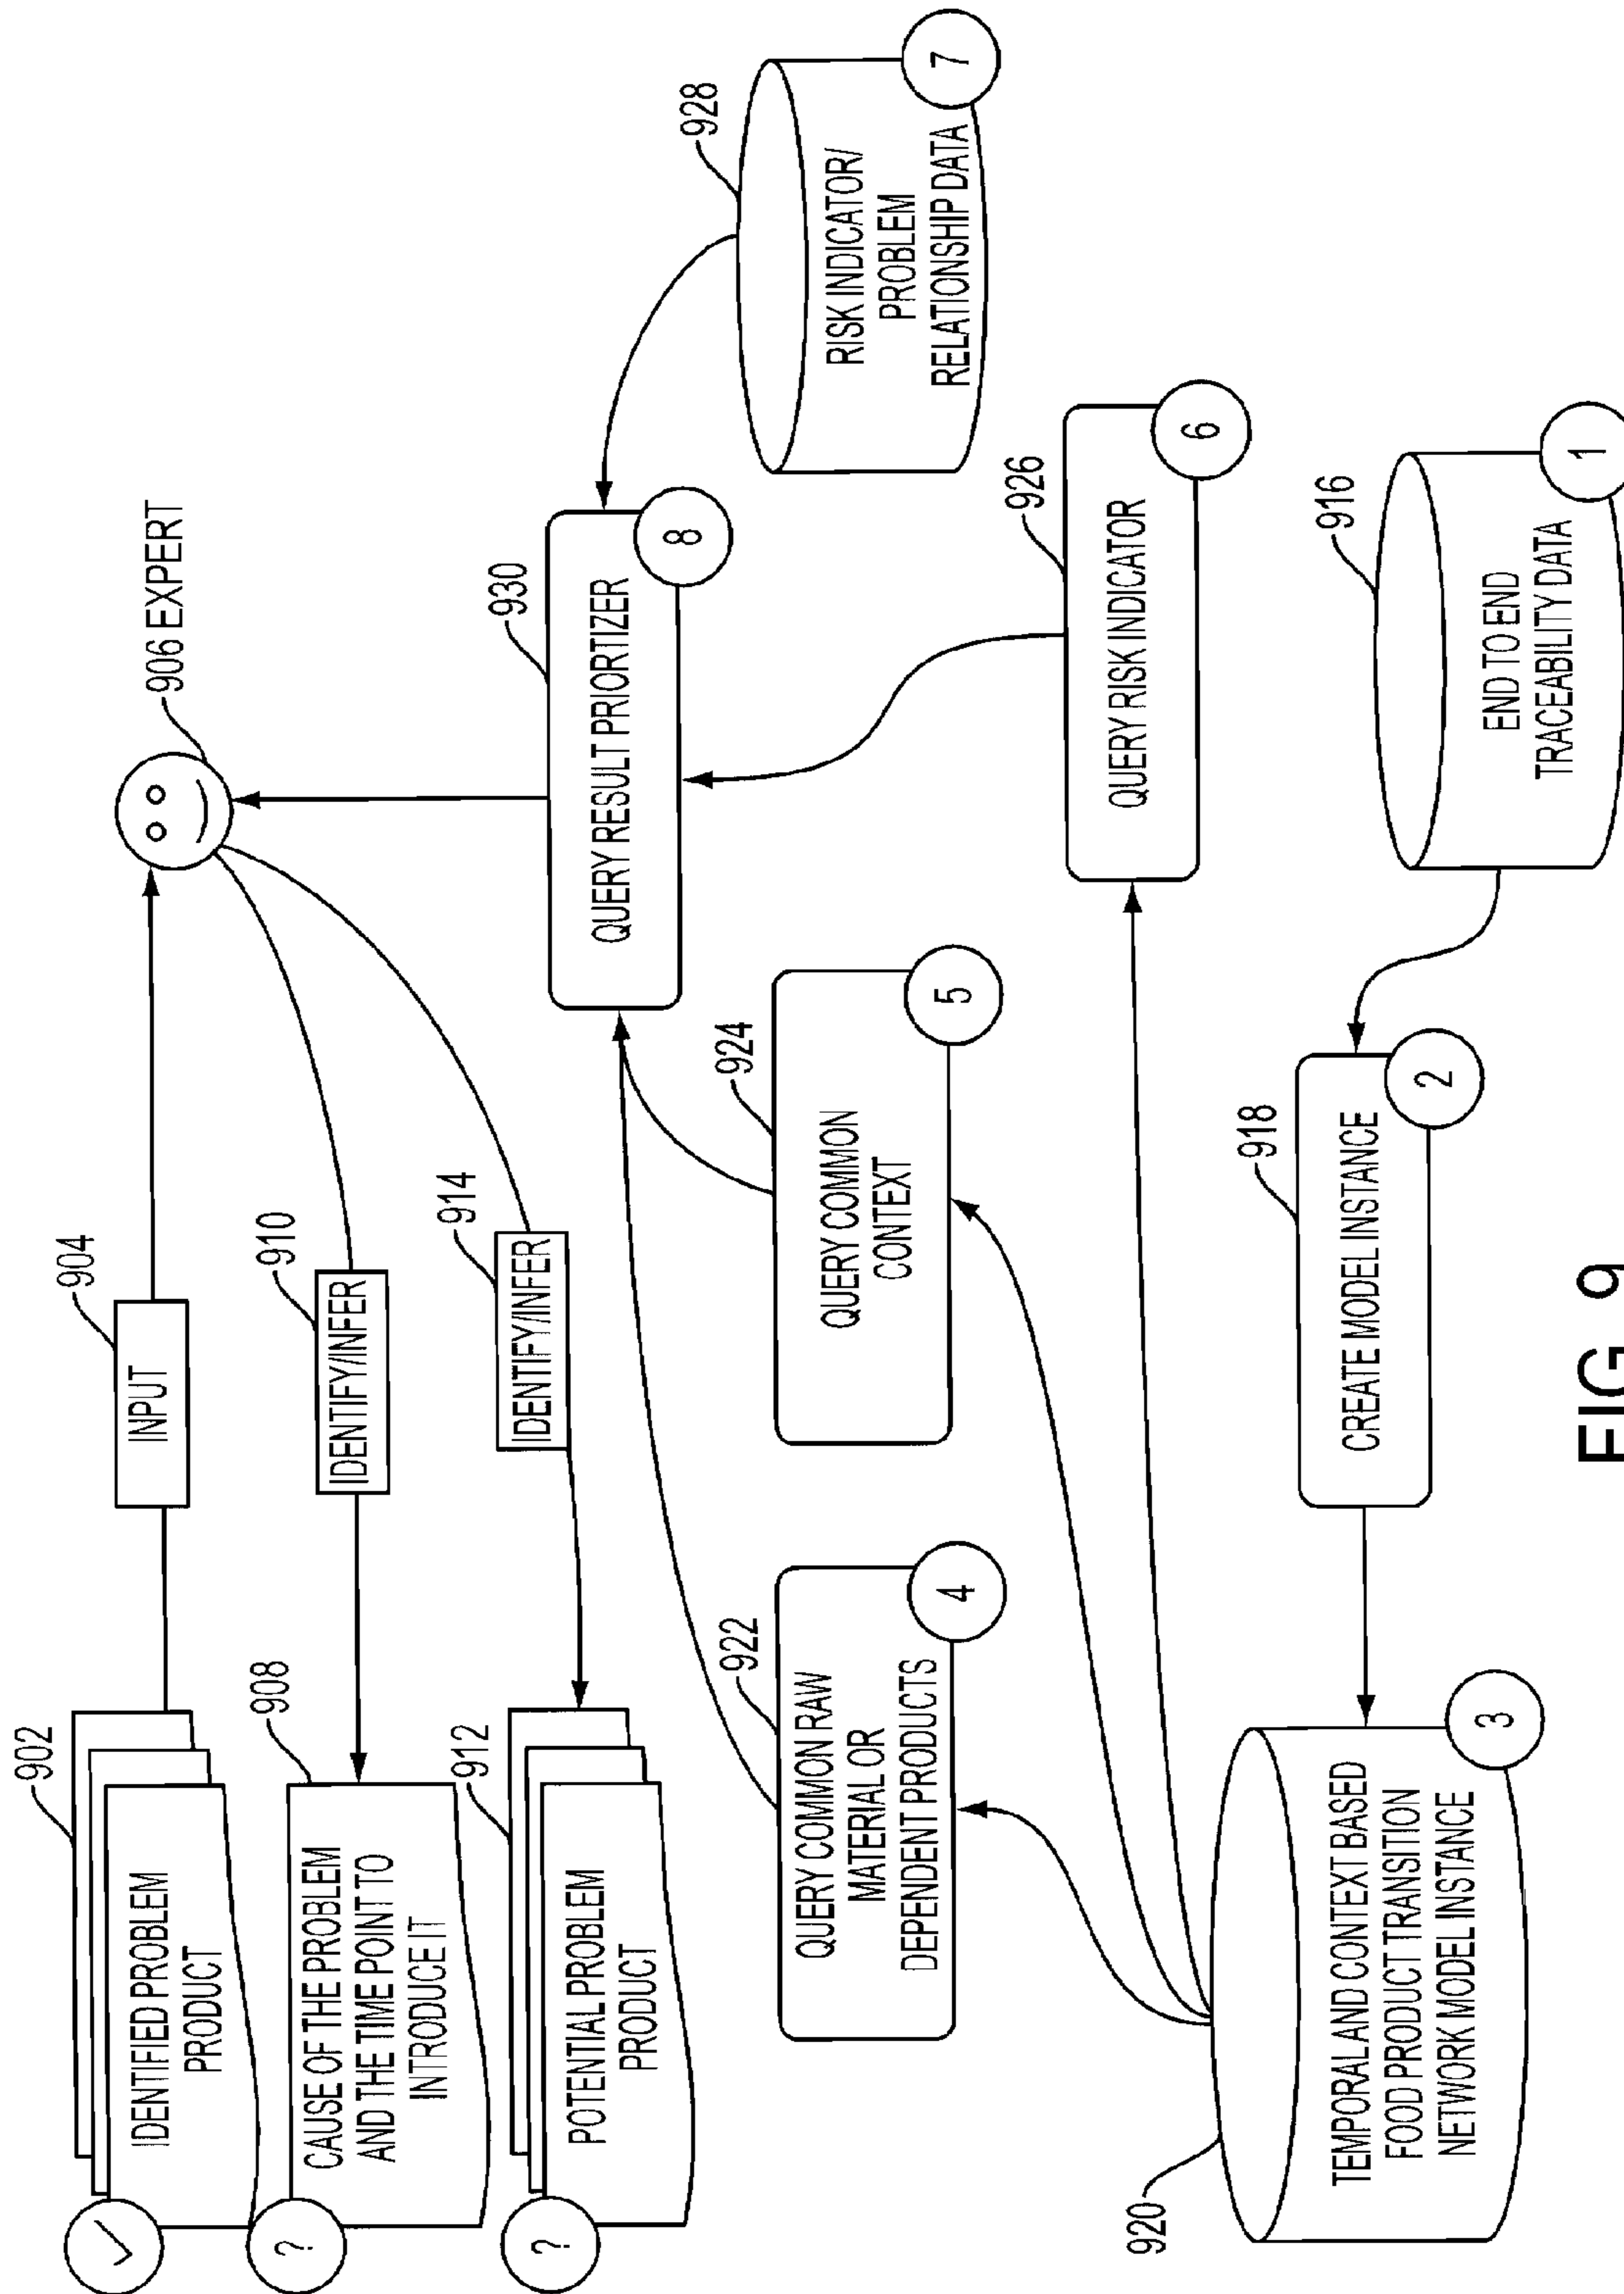 902
IDENTIFIED PROBLEM
PRODUCT
904
INPUT
906 EXPERT
?
908
CAUSE OF THE PROBLEM
AND THE TIME POINT TO
INTRODUCE IT
910
IDENTIFY/INFER
?
912
POTENTIAL PROBLEM
PRODUCT
914
IDENTIFY/INFER
930
QUERY RESULT PRIORTIZER
8
928
RISK INDICATOR/
PROBLEM
RELATIONSHIP DATA
7
922
QUERY COMMON RAW
MATERIAL OR
DEPENDENT PRODUCTS
4
924
QUERY COMMON
CONTEXT
5
926
QUERY RISK INDICATOR
6
920
TEMPORAL AND CONTEXT BASED
FOOD PRODUCT TRANSITION
NETWORK MODEL INSTANCE
3
918
CREATE MODEL INSTANCE
2
916
END TO END
TRACEABILITY DATA
1
FIG 9